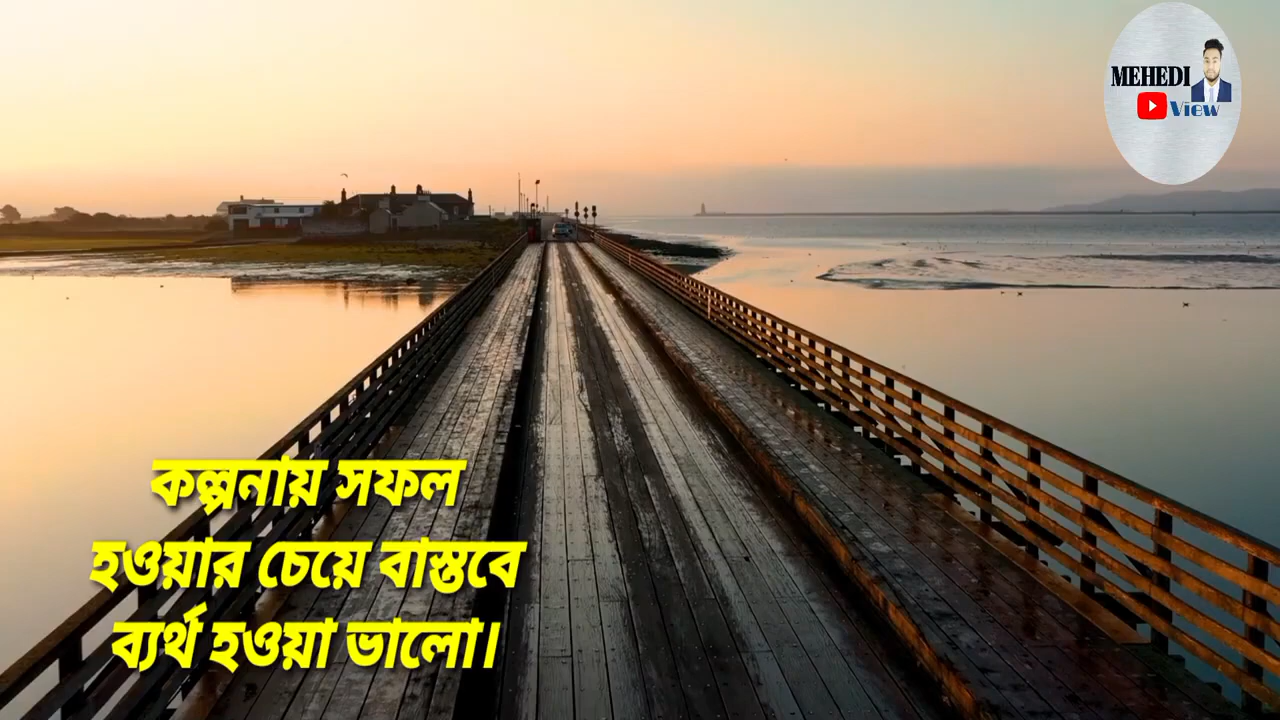 MEHEDI
View
কল্পনায় সফল
হওয়ার চেয়ে বাস্তবে
ব্যর্থ হওয়া ভালো।